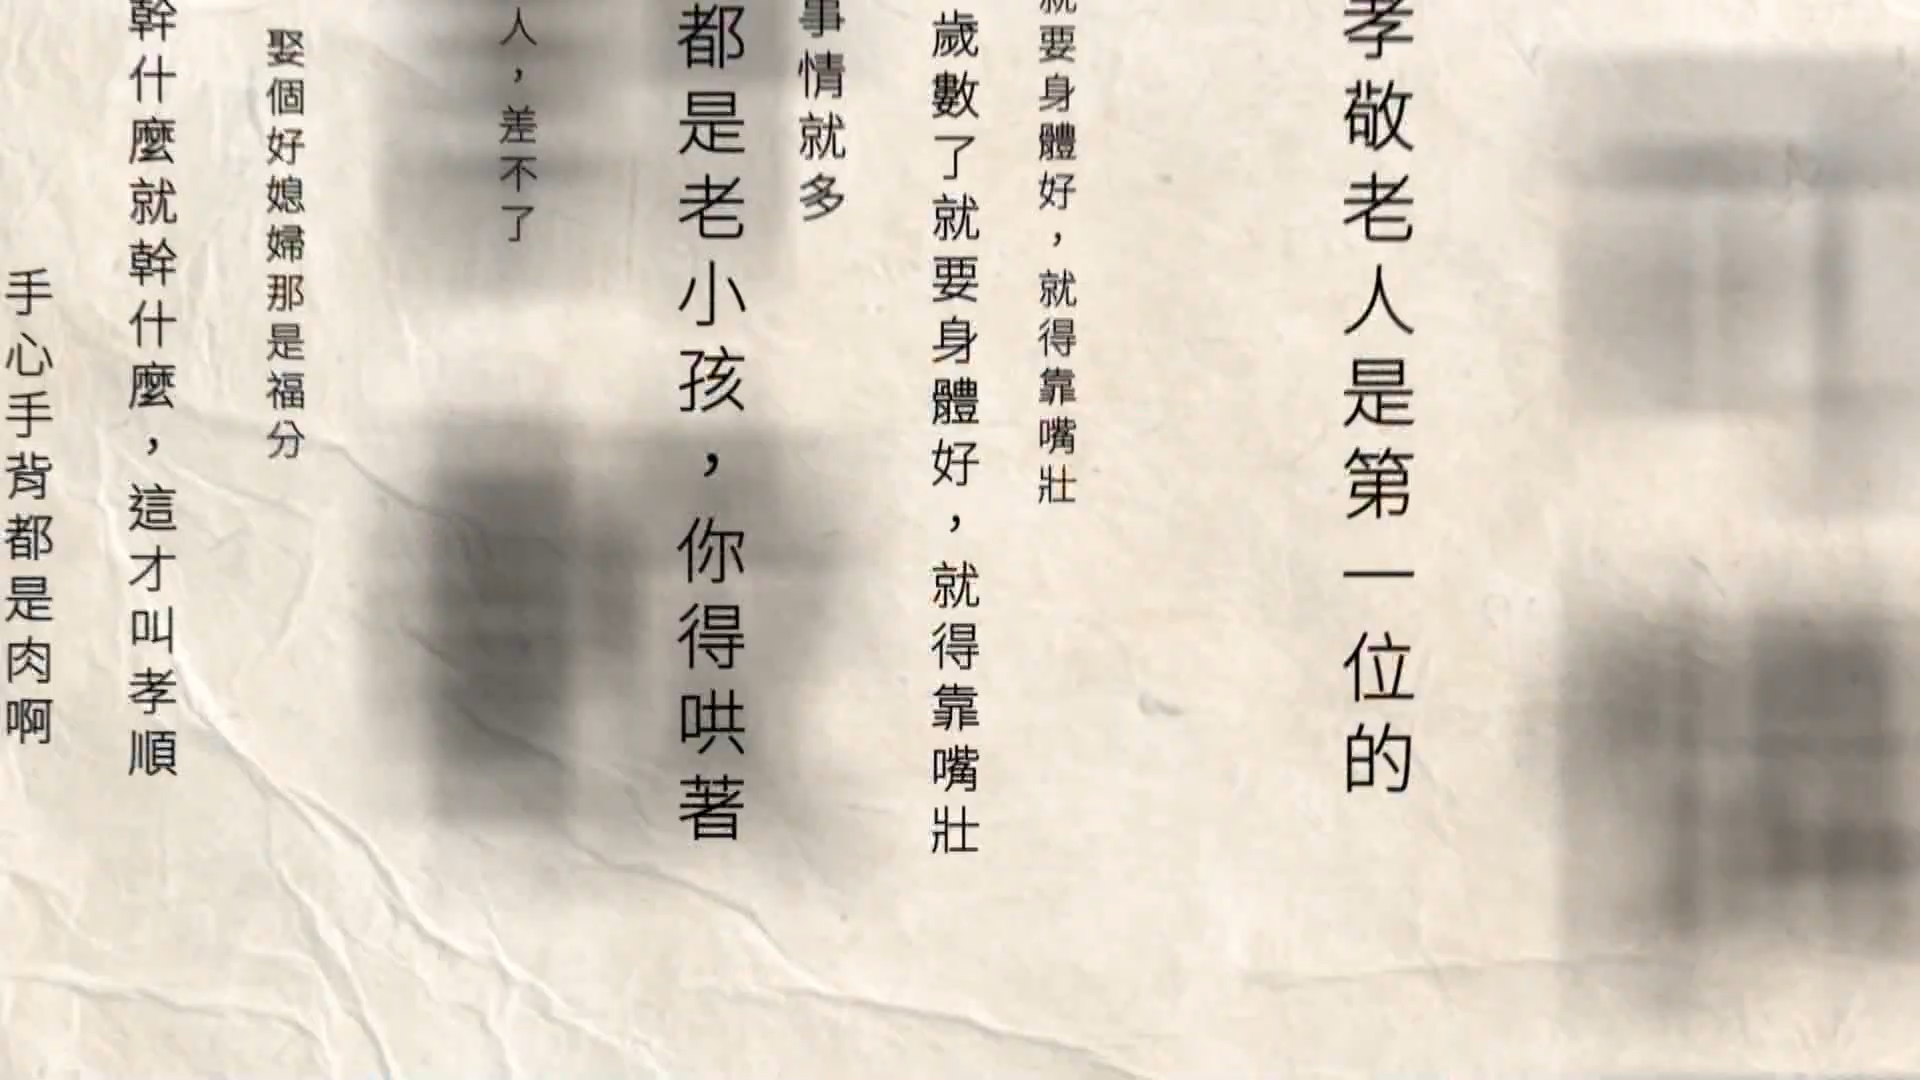 孝敬老人是第一位的
就要身體好，就得靠嘴壯
歲數了就要身體好，就得靠嘴壯
事情就多
都是老小孩，你得哄著
人，差不了
娶個好媳婦那是福分
幹什麼就幹什麼，這才叫孝順
手心手背都是肉啊